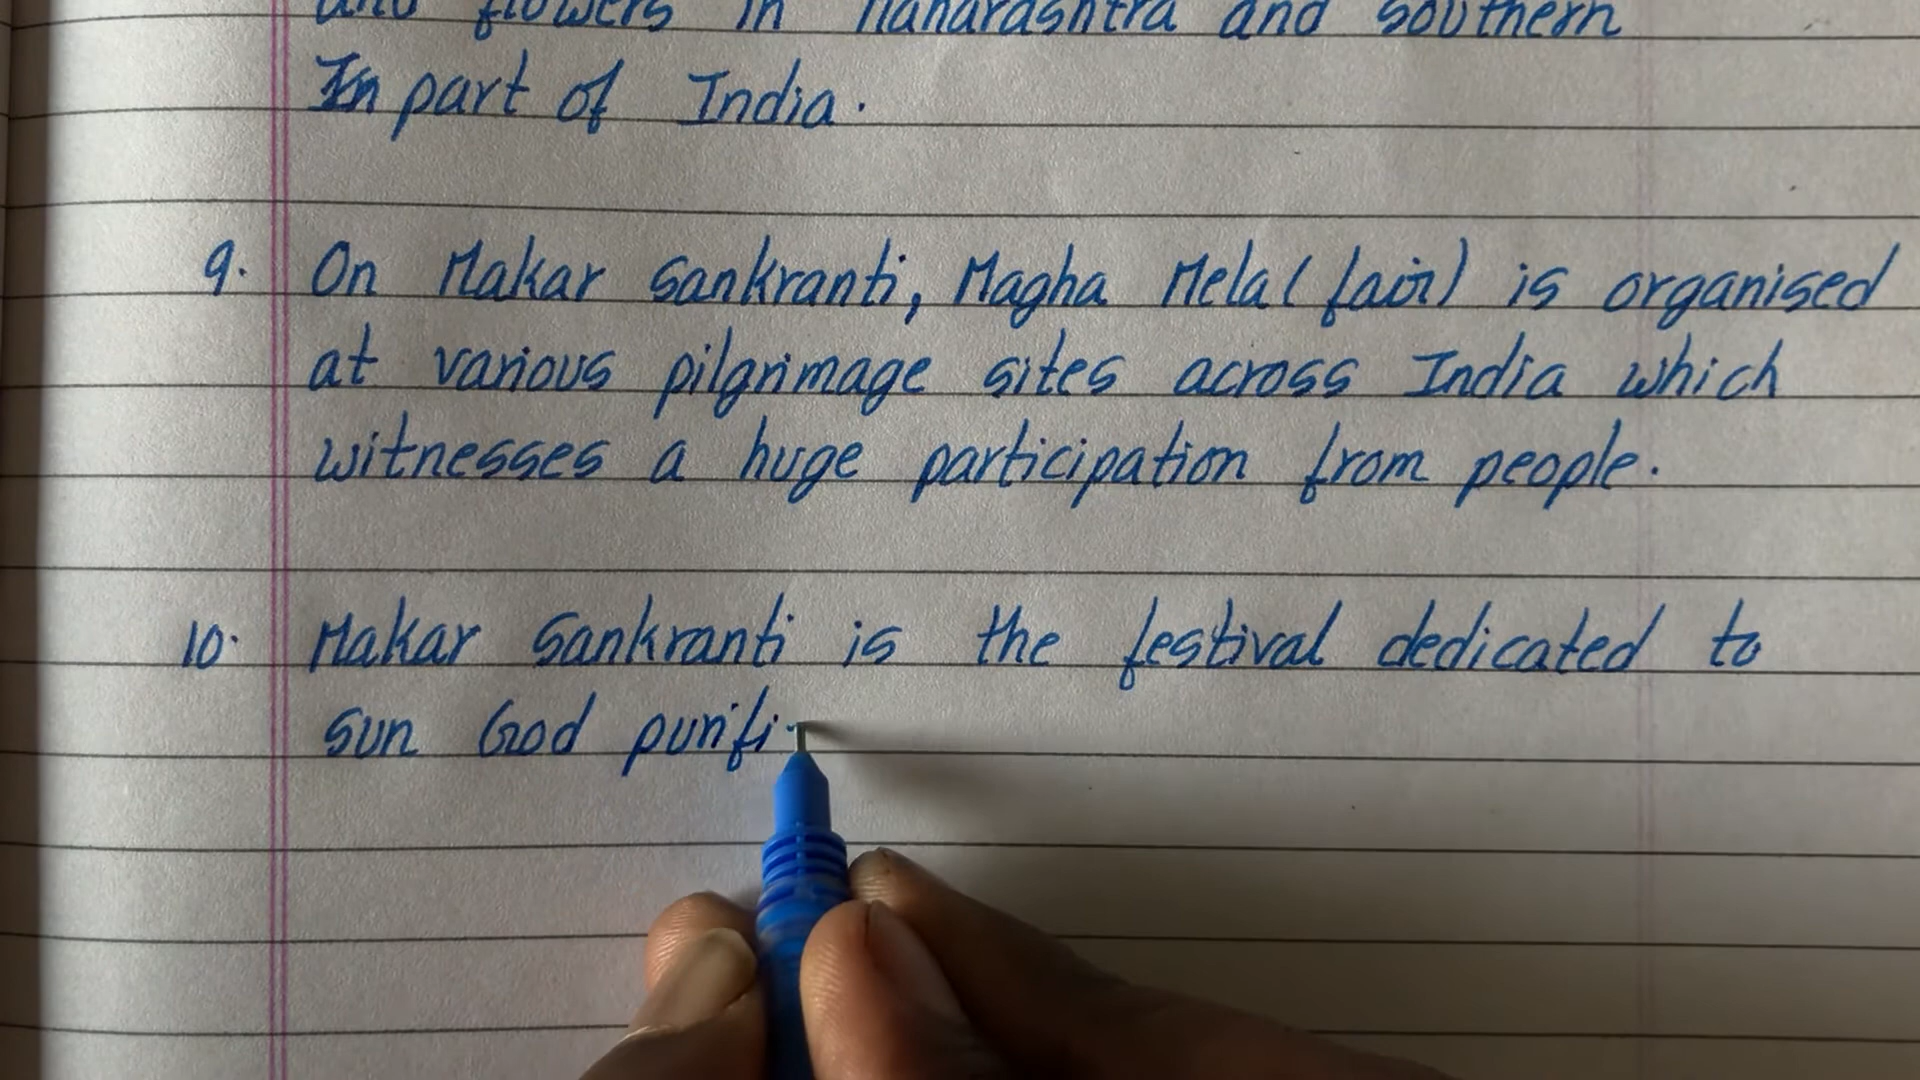 and flowers in Maharashtra and southern
In part of India.
9. On Makar Sankranti, Magha Mela (fair) is organised
at various pilgrimage sites across India which
witnesses a huge participation from people.
10. Makar Sankranti is the festival dedicated to
Sun God purifi